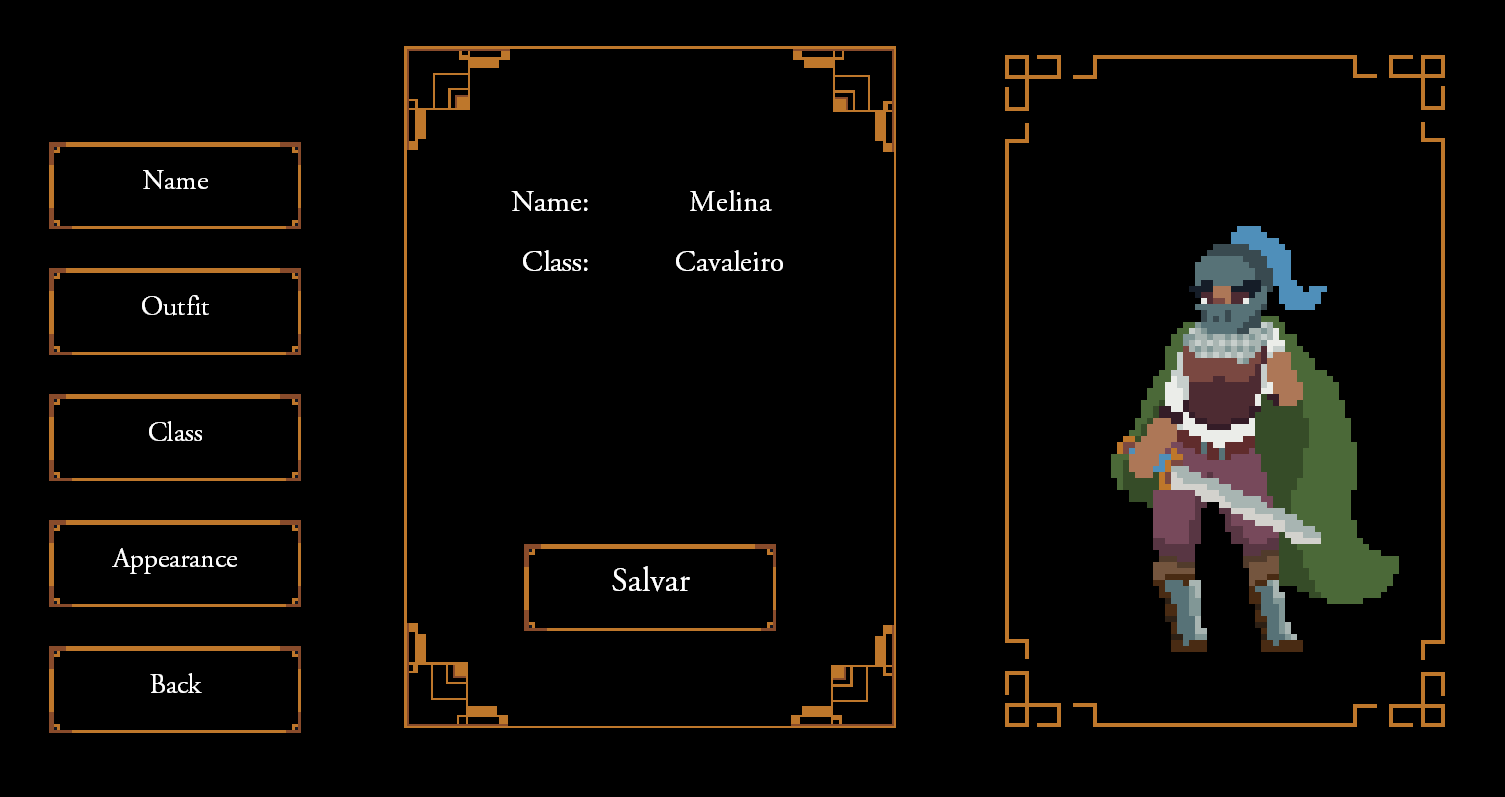 Name
Outfit
Class
Appearance
Back
Name: Melina
Class: Cavaleiro
Salvar